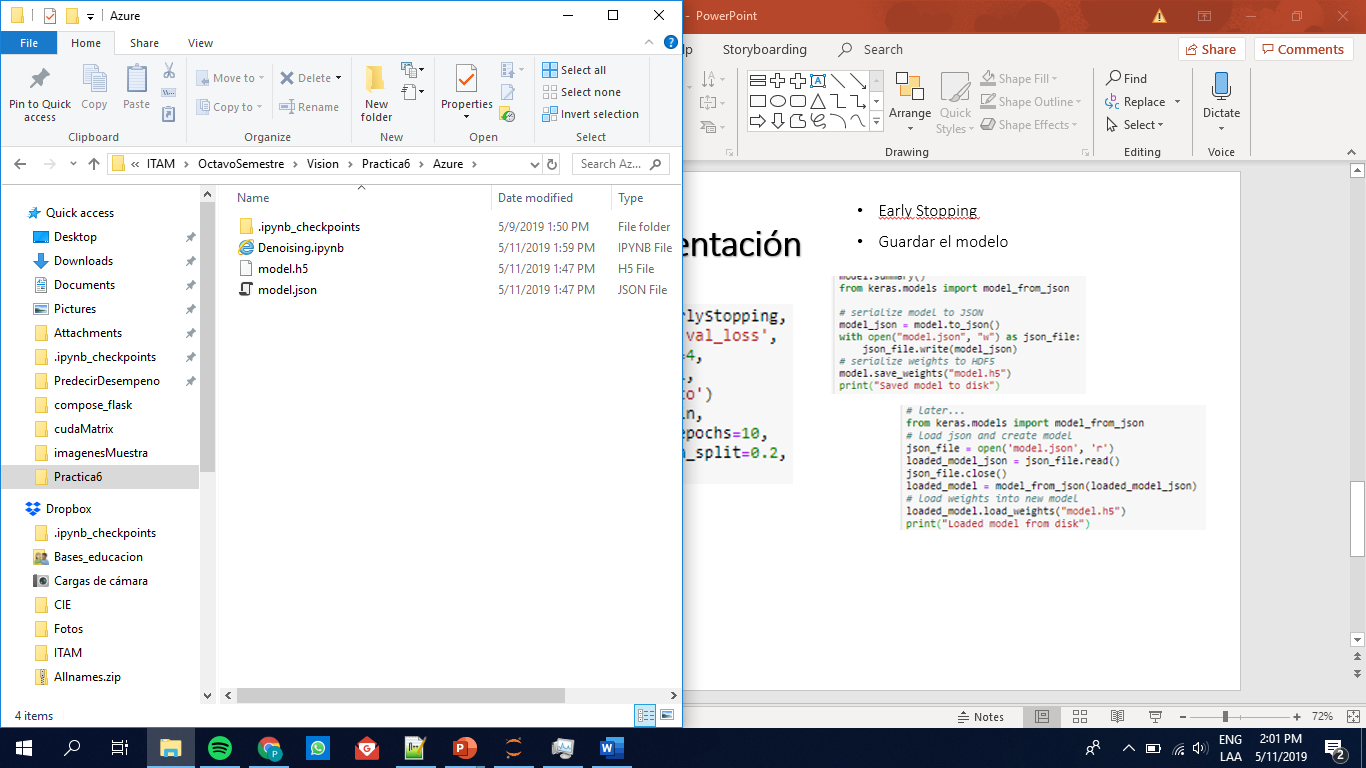 Azure
File
Home
Share
View
Pin to Quick access
Copy
Paste
Clipboard
Move to
Copy to
Delete
Rename
Organize
New folder
New
Properties
Open
Select all
Select none
Invert selection
Select
« ITAM > OctavoSemestre > Vision > Practica6 > Azure >
Search Az...
Quick access
Desktop
Downloads
Documents
Pictures
Attachments
.ipynb_checkpoints
PredecirDesempeno
compose_flask
cudaMatrix
imagenesMuestra
Practica6
Dropbox
.ipynb_checkpoints
Bases_educacion
Cargas de cámara
CIE
Fotos
ITAM
Allnames.zip
Name Date modified Type
.ipynb_checkpoints 5/9/2019 1:50 PM File folder
Denoising.ipynb 5/11/2019 1:59 PM IPYNB File
model.h5 5/11/2019 1:47 PM H5 File
model.json 5/11/2019 1:47 PM JSON File
4 items
- PowerPoint
Storyboarding
Search
Share
Comments
Arrange
Quick Styles
Shape Fill
Shape Outline
Shape Effects
Drawing
Find
Replace
Select
Editing
Dictate
Voice
entación
• Early Stopping
• Guardar el modelo
rlyStopping,
val_loss',
=4,
to')
epochs=10,
_split=0.2,
model.summary()
from keras.models import model_from_json
# serialize model to JSON
model_json = model.to_json()
with open("model.json", "w") as json_file:
json_file.write(model_json)
# serialize weights to HDF5
model.save_weights("model.h5")
print("Saved model to disk")
# later...
from keras.models import model_from_json
# load json and create model
json_file = open('model.json', 'r')
loaded_model_json = json_file.read()
json_file.close()
loaded_model = model_from_json(loaded_model_json)
# load weights into new model
loaded_model.load_weights("model.h5")
print("Loaded model from disk")
Notes
72%
ENG
LAA
2:01 PM
5/11/2019
2